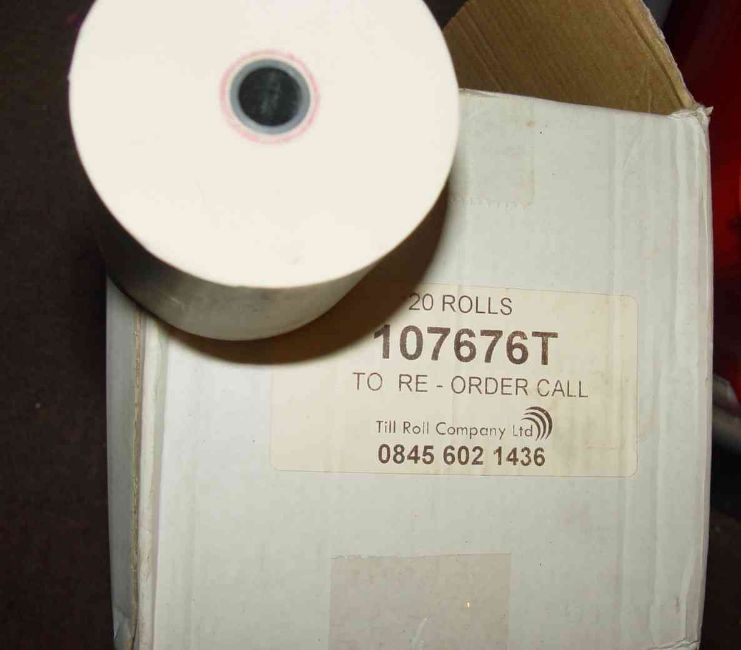 20 ROLLS
107676T
TO RE - ORDER CALL
Till Roll Company Ltd
0845 602 1436